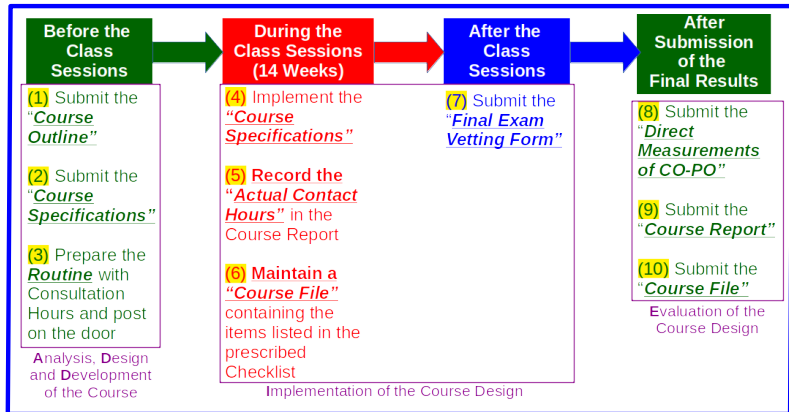 Before the
Class
Sessions
(1) Submit the
“Course
Outline”
(2) Submit the
“Course
Specifications”
(3) Prepare the
Routine with
Consultation
Hours and post
on the door
Analysis, Design
and Development
of the Course
During the
Class Sessions
(14 Weeks)
(4) Implement the
“Course
Specifications”
(5) Record the
“Actual Contact
Hours” in the
Course Report
(6) Maintain a
“Course File”
containing the
items listed in the
prescribed
Checklist
After
the Class
Sessions
(7) Submit the
“Final Exam
Vetting Form”
Implementation of the Course Design
After
Submission
of the
Final Results
(8) Submit the
“Direct
Measurements
of CO-PO”
(9) Submit the
“Course Report”
(10) Submit the
“Course File”
Evaluation of the
Course Design